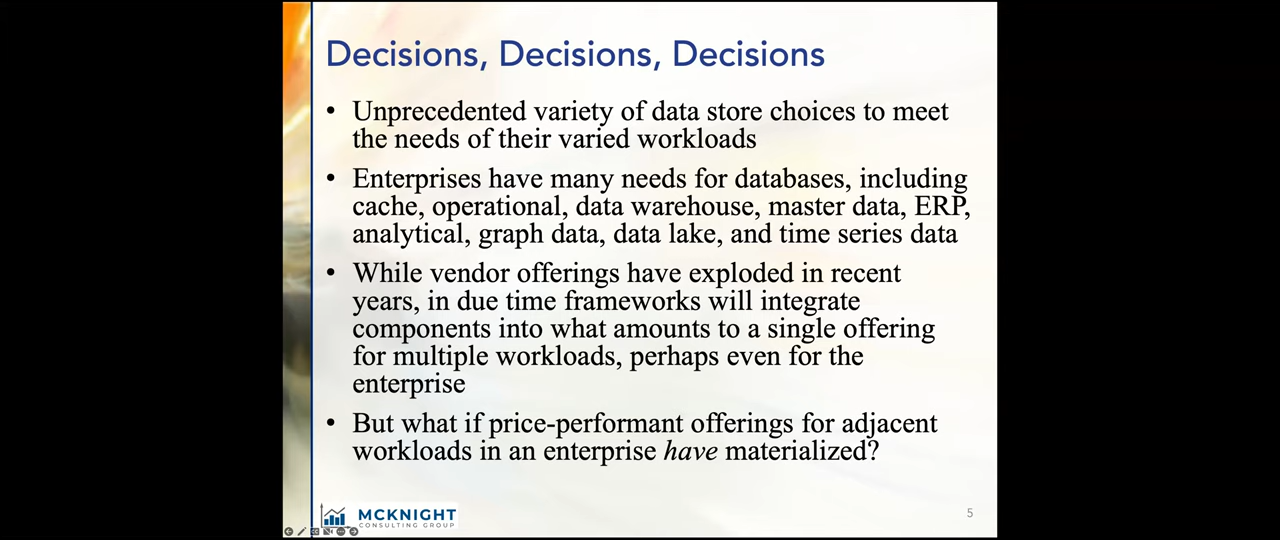 Decisions, Decisions, Decisions
• Unprecedented variety of data store choices to meet
the needs of their varied workloads
• Enterprises have many needs for databases, including
cache, operational, data warehouse, master data, ERP,
analytical, graph data, data lake, and time series data
• While vendor offerings have exploded in recent
years, in due time frameworks will integrate
components into what amounts to a single offering
for multiple workloads, perhaps even for the
enterprise
• But what if price-performant offerings for adjacent
workloads in an enterprise have materialized?
MCKNIGHT
CONSULTING GROUP
5